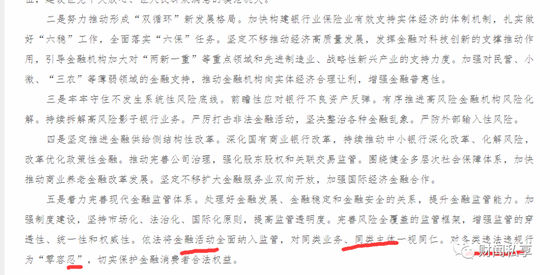 二是努力推动形成“双循环”新发展格局。加快构建银行业保险业有效支持实体经济的体制机制，扎实做
好“六稳”工作，全面落实“六保”任务。坚定不移推动经济高质量发展，发挥金融对科技创新的支撑推动作
用，引导金融机构加大对“两新一重”等重点领域和先进制造业、战略性新兴产业的支持力度。加强对民营、小
微、“三农”等薄弱领域的金融支持，推动金融机构向实体经济合理让利，增强金融普惠性。
三是牢牢守住不发生系统性风险底线。前瞻性应对银行不良资产反弹。有序推进高风险金融机构风险化
解。持续拆解高风险影子银行业务。严厉打击非法金融活动，坚决整治各种金融乱象。严防外部输入性风险。
四是坚定推进金融供给侧结构性改革。深化国有商业银行改革，持续推动中小银行深化改革、化解风险，
改革优化政策性金融。推动完善公司治理，强化股东股权和关联交易监管。围绕健全多层次社会保障体系，加快
推动商业养老金融改革发展。坚定不移扩大金融服务业双向开放，加强国际经济金融合作。
五是着力完善现代金融监管体系。处理好金融发展、金融稳定和金融安全的关系，提升金融监管能力。加
强制度建设，坚持市场化、法治化、国际化原则，提高监管透明度。完善风险全覆盖的监管框架，增强监管的穿
透性、统一性和权威性。依法将金融活动全面纳入监管，对同类业务、同类主体一视同仁。对各类违法违规行
为“零容忍”，切实保护金融消费者合法权益。
财闻私享